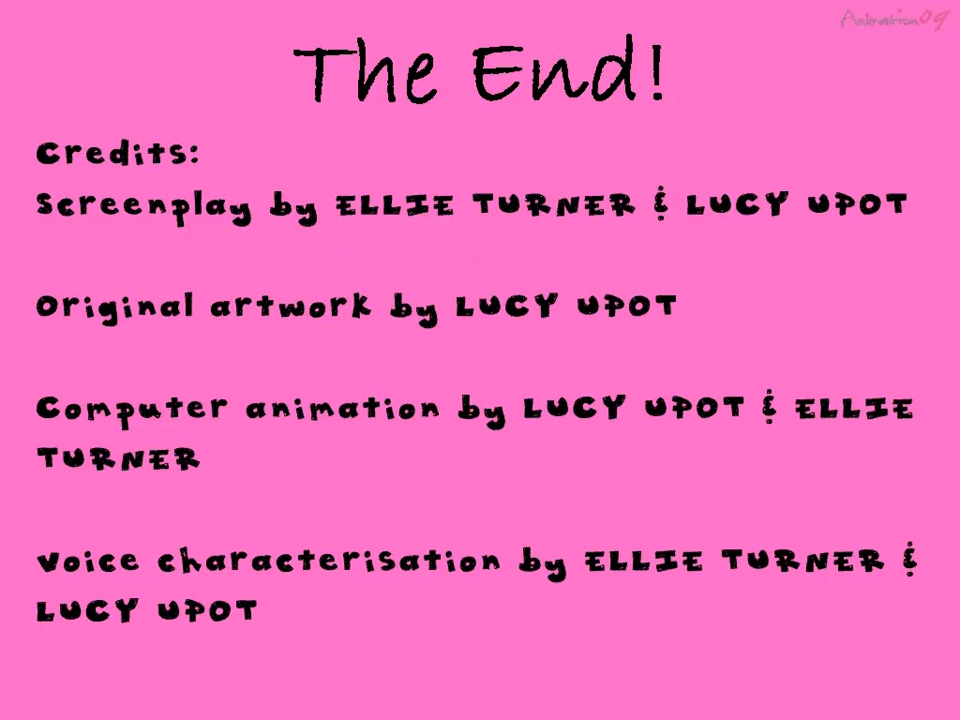 Animation09
The End!
Credits:
Screenplay by ELLIE TURNER & LUCY UPOT
Original artwork by LUCY UPOT
Computer animation by LUCY UPOT & ELLIE
TURNER
Voice characterisation by ELLIE TURNER &
LUCY UPOT